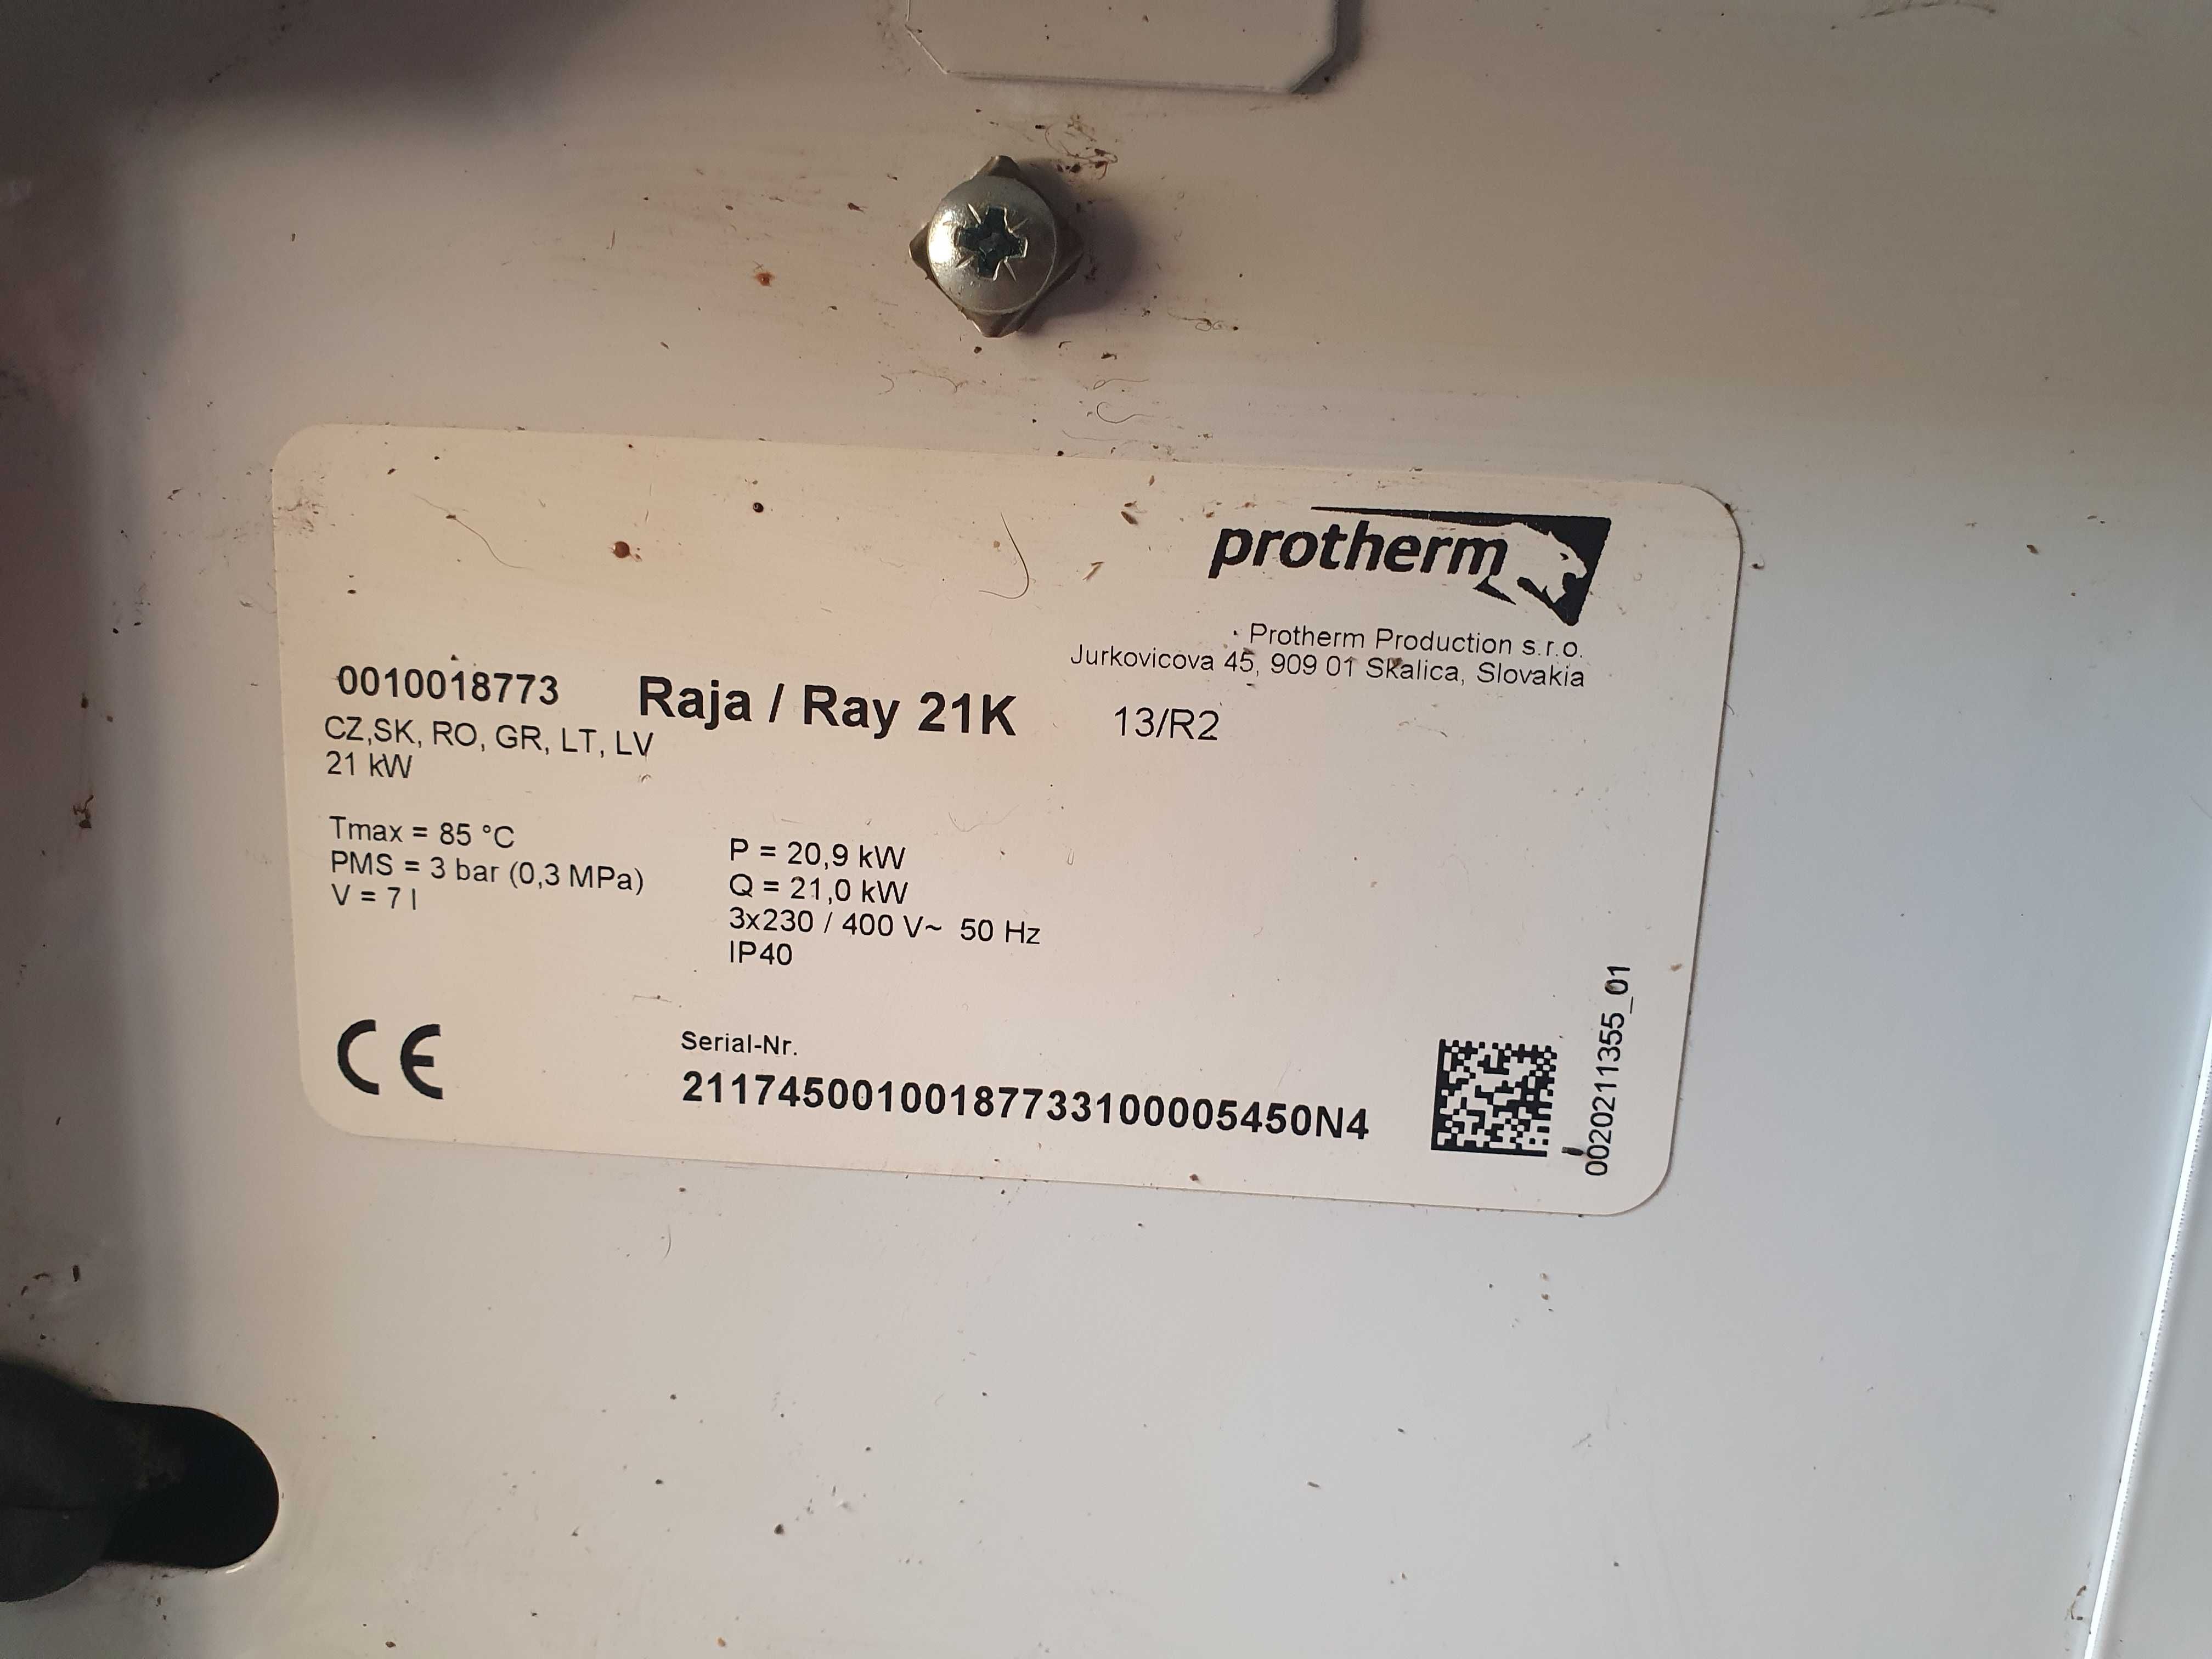 protherm
Protherm Production s.r.o.
Jurkovicova 45, 909 01 Skalica, Slovakia
0010018773 Raja / Ray 21K 13/R2
CZ,SK, RO, GR, LT, LV
21 kW
Tmax = 85 °C
PMS = 3 bar (0,3 MPa)
V = 7 l
P = 20,9 kW
Q = 21,0 kW
3x230 / 400 V~ 50 Hz
IP40
CE
Serial-Nr.
21174500100187733100005450N4
0020211355_01